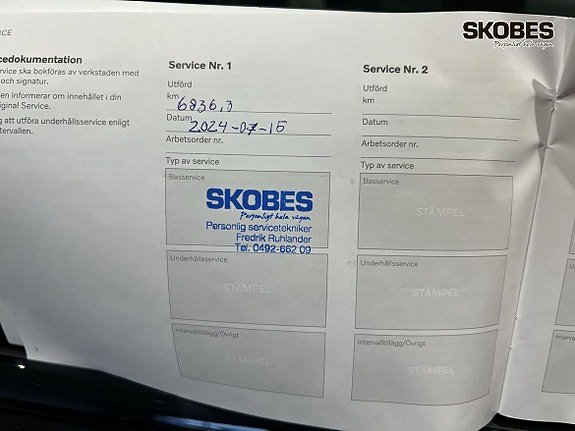 SKOBES
Personligt hela vägen
cedokumentation
ervice ska bokföras av verkstaden med
och signatur.
en informerar om innehållet i din
iginal Service.
g att utföra underhållsservice enligt
tervallen.
Service Nr. 1
Utförd
km 6836,3
Datum 2024-07-15
Arbetsorder nr.
Typ av service
Basservice
SKOBES
Personligt hela vägen
Personlig servicetekniker
Fredrik Ruhlander
Tel. 0492-662 09
Underhållsservice
STÄMPEL
Intervalltillägg/Övrigt
STÄMPEL
Service Nr. 2
Utförd
km
Datum
Arbetsorder nr.
Typ av service
Basservice
STÄMPEL
Underhållsservice
STÄMPEL
Intervalltillägg/Övrigt
STÄMPEL